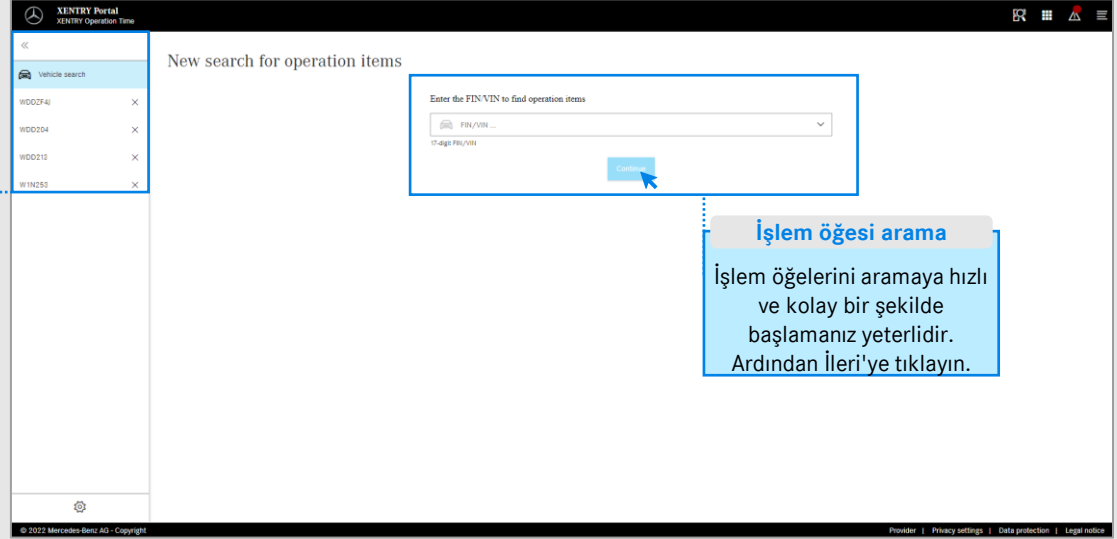 XENTRY Portal
XENTRY Operation Time
Vehicle search
WDDZF4J
WDD204
WDD213
W1N253
New search for operation items
Enter the FIN/VIN to find operation items
FIN/VIN ...
17-digit FIN/VIN
Continue
İşlem öğesi arama
İşlem öğelerini aramaya hızlı
ve kolay bir şekilde
başlamanız yeterlidir.
Ardından İleri'ye tıklayın.
© 2022 Mercedes-Benz AG - Copyright
Provider | Privacy settings | Data protection | Legal notice